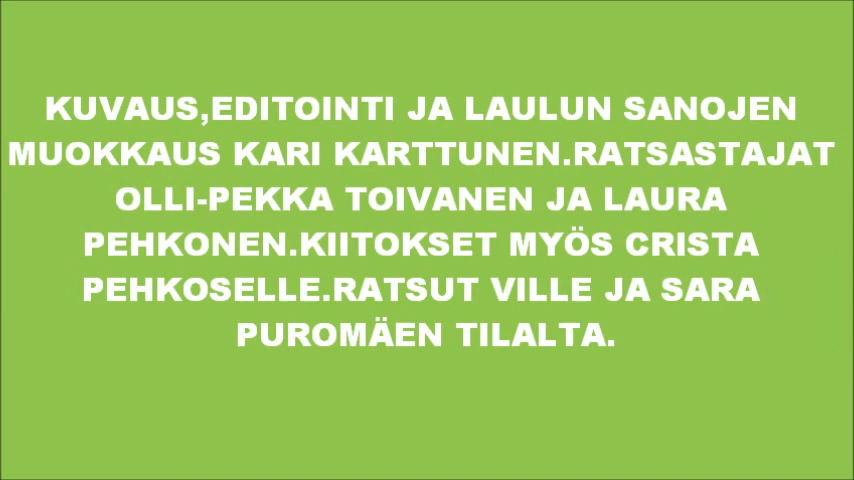 KUVAUS,EDITOINTI JA LAULUN SANOJEN
MUOKKAUS KARI KARTTUNEN.RATSASTAJAT
OLLI-PEKKA TOIVANEN JA LAURA
PEHKONEN.KIITOKSET MYÖS CRISTA
PEHKOSELLE.RATSUT VILLE JA SARA
PUROMÄEN TILALTA.